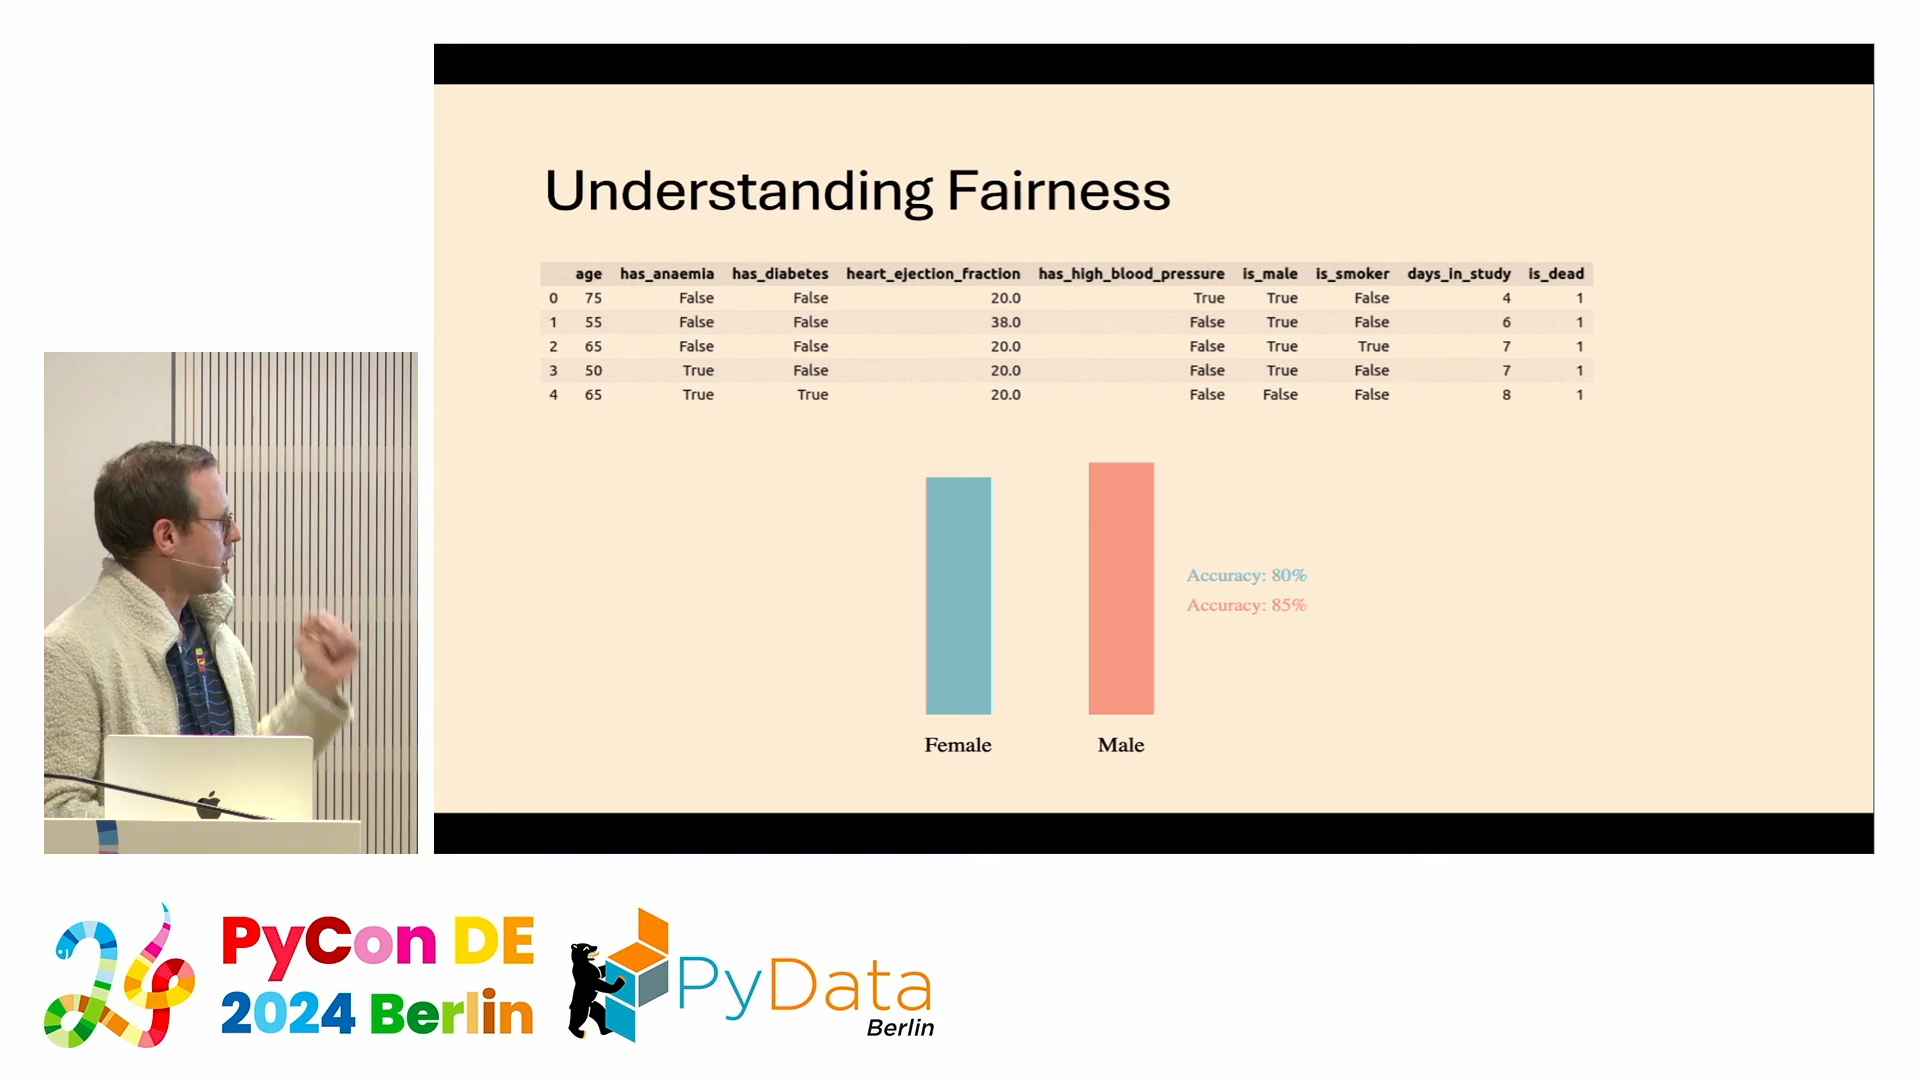 Understanding Fairness
age has_anaemia has_diabetes heart_ejection_fraction has_high_blood_pressure is_male is_smoker days_in_study is_dead
0 75 False False 20.0 True True False 4 1
1 55 False False 38.0 False True False 6 1
2 65 False False 20.0 False True True 7 1
3 50 True False 20.0 False True False 7 1
4 65 True True 20.0 False False False 8 1
Accuracy: 80%
Accuracy: 85%
Female Male
PyCon DE
2024 Berlin
PyData
Berlin